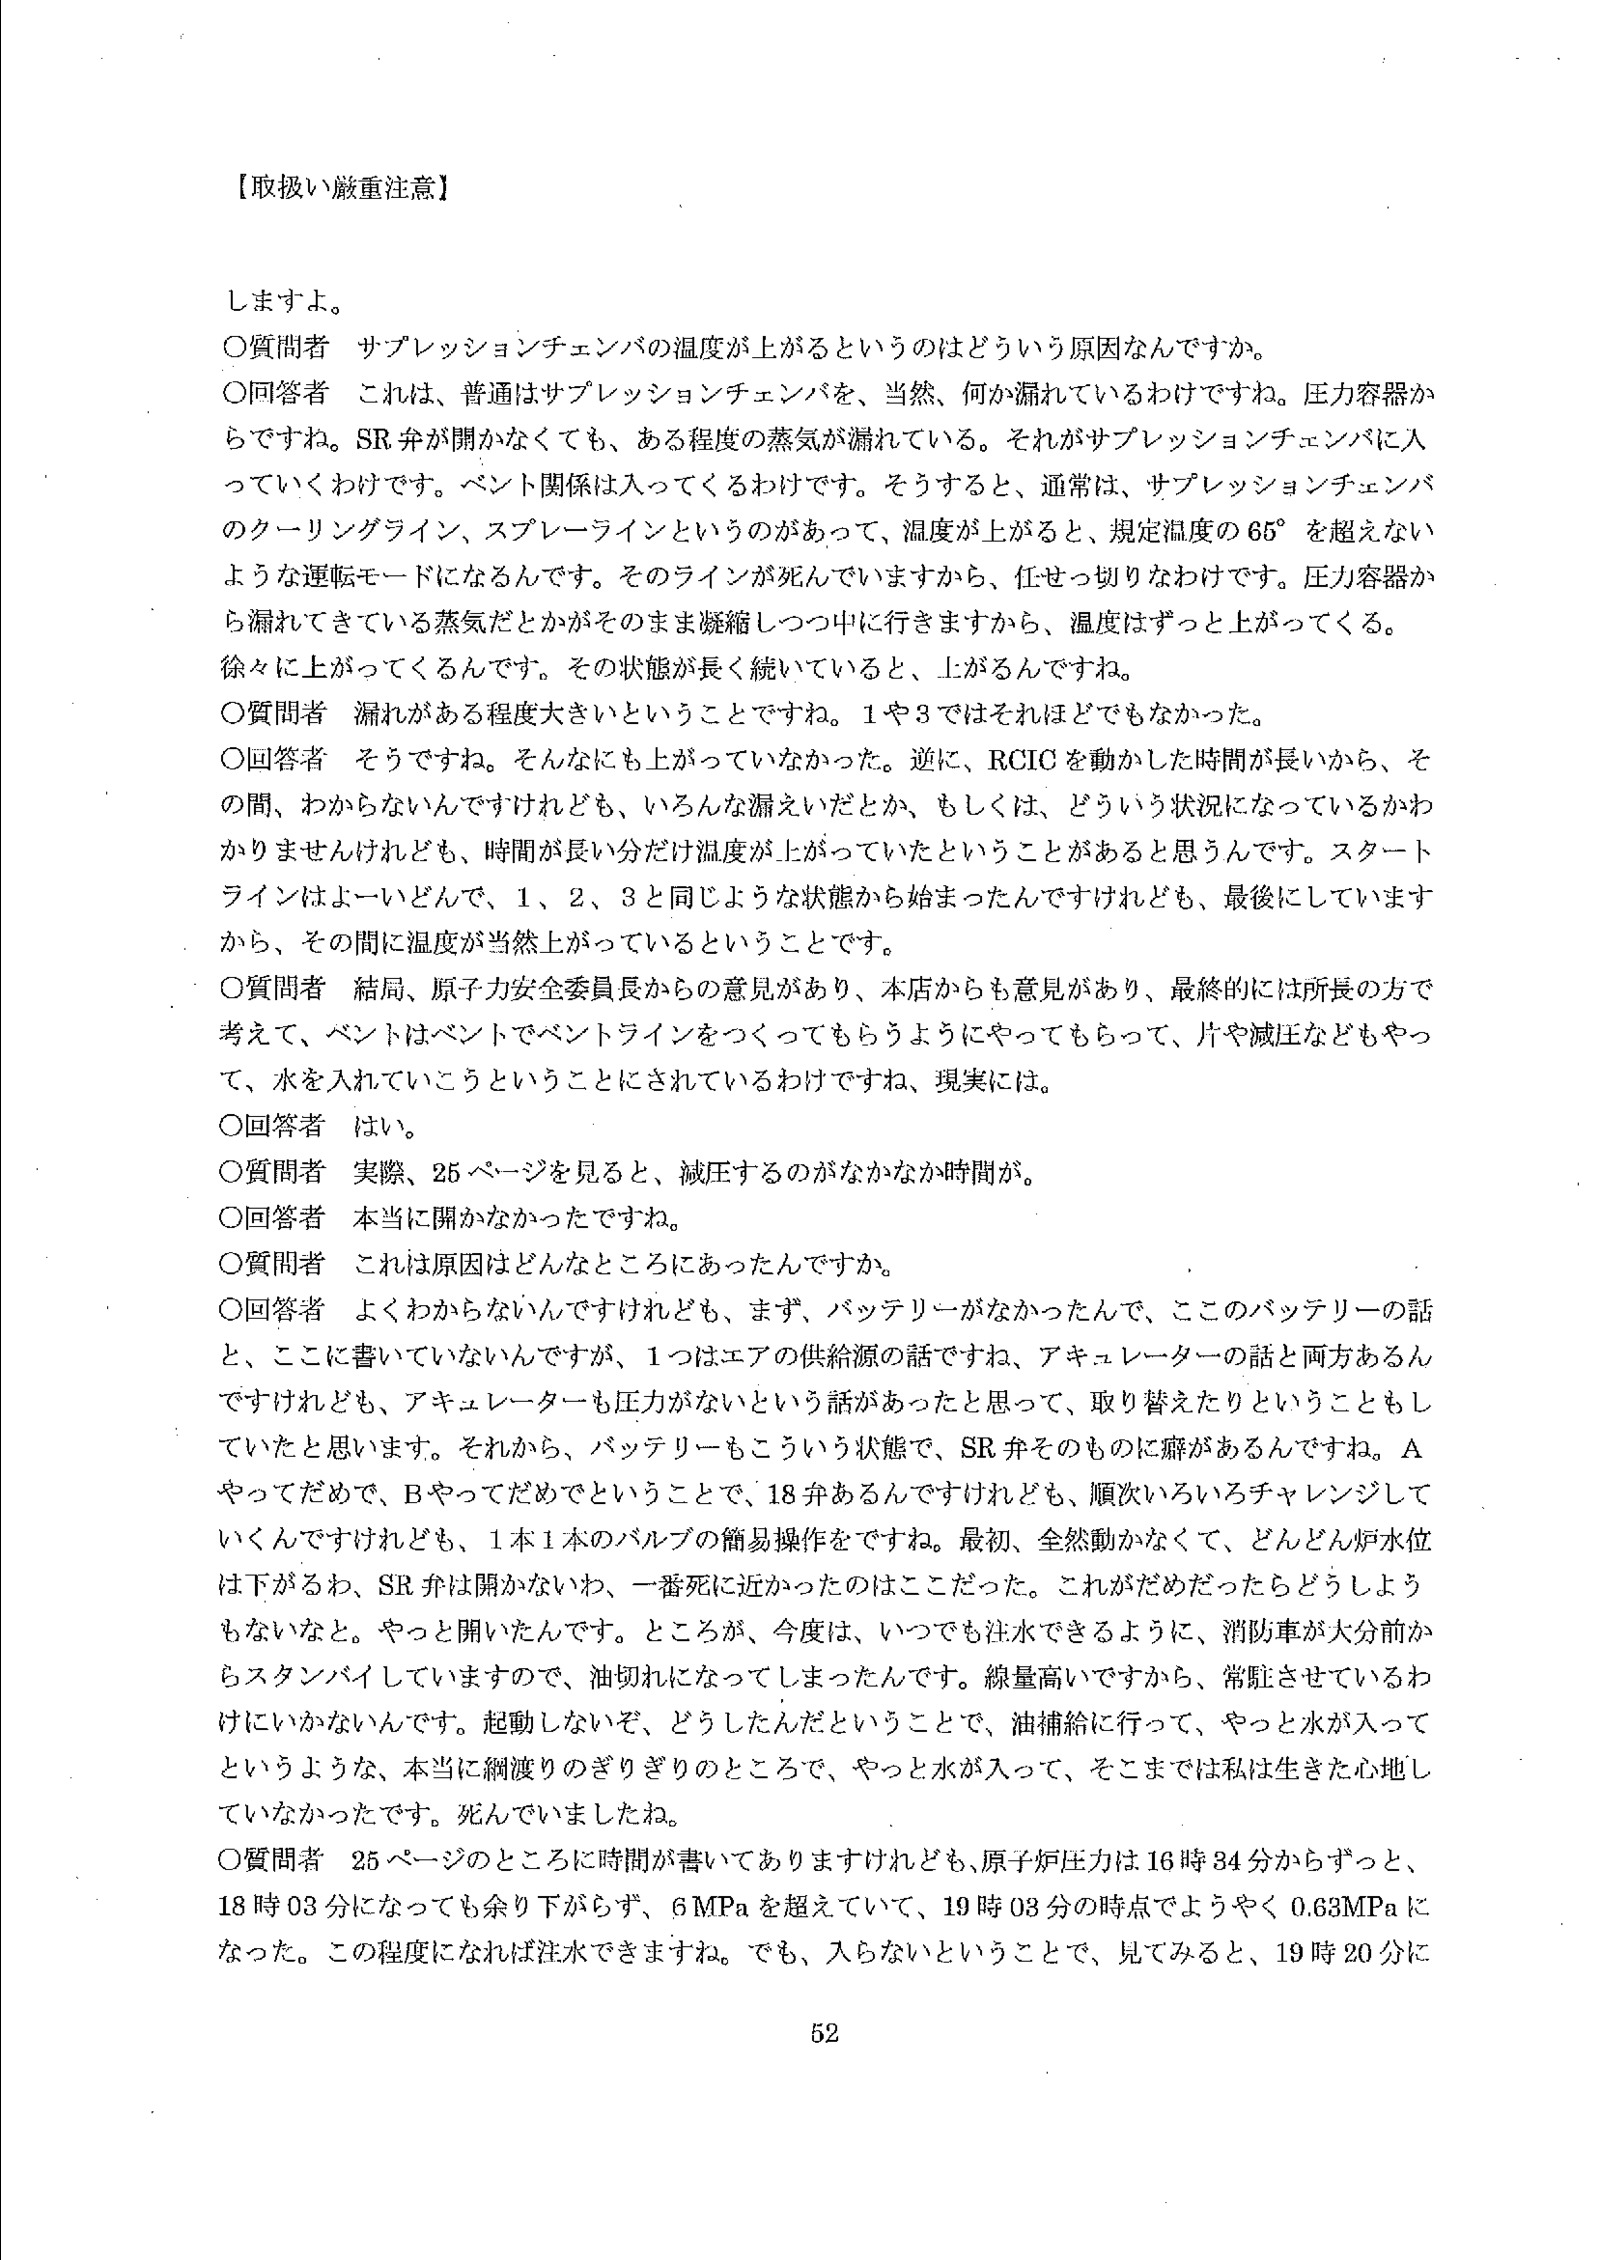 【取扱い厳重注意】
しますよ。
○質問者　サプレッションチェンバの温度が上がるというのはどういう原因なんですか。
○回答者　これは、普通はサプレッションチェンバを、当然、何か漏れているわけですね。圧力容器か
らですね。SR 弁が開かなくても、ある程度の蒸気が漏れている。それがサプレッションチェンバに入
っていくわけです。ベント関係は入ってくるわけです。そうすると、通常は、サプレッションチェンバ
のクーリングライン、スプレーラインというのがあって、温度が上がると、規定温度の 65° を超えない
ような運転モードになるんです。そのラインが死んでいますから、任せっ切りなわけです。圧力容器か
ら漏れてきている蒸気だとかがそのまま凝縮しつつ中に行きますから、温度はずっと上がってくる。
徐々に上がってくるんです。その状態が長く続いていると、上がるんですね。
○質問者　漏れがある程度大きいということですね。１や３ではそれほどでもなかった。
○回答者　そうですね。そんなにも上がっていなかった。逆に、RCIC を動かした時間が長いから、そ
の間、わからないんですけれども、いろんな漏えいだとか、もしくは、どういう状況になっているかわ
かりませんけれども、時間が長い分だけ温度が上がっていたということがあると思うんです。スタート
ラインはよーいどんで、１、２、３と同じような状態から始まったんですけれども、最後にしています
から、その間に温度が当然上がっているということです。
○質問者　結局、原子力安全委員長からの意見があり、本店からも意見があり、最終的には所長の方で
考えて、ベントはベントでベントラインをつくってもらうようにやってもらって、片や減圧などもやっ
て、水を入れていこうということにされているわけですね、現実には。
○回答者　はい。
○質問者　実際、25 ページを見ると、減圧するのがなかなか時間が。
○回答者　本当に開かなかったですね。
○質問者　これは原因はどんなところにあったんですか。
○回答者　よくわからないんですけれども、まず、バッテリーがなかったんで、ここのバッテリーの話
と、ここに書いていないんですが、１つはエアの供給源の話ですね、アキュレーターの話と両方あるん
ですけれども、アキュレーターも圧力がないという話があったと思って、取り替えたりということもし
ていたと思います。それから、バッテリーもこういう状態で、SR 弁そのものに癖があるんですね。A
やってだめで、B やってだめでということで、18 弁あるんですけれども、順次いろいろチャレンジして
いくんですけれども、１本１本のバルブの簡易操作をですね。最初、全然動かなくて、どんどん炉水位
は下がるわ、SR 弁は開かないわ、一番死に近かったのはここだった。これがだめだったらどうしよう
もないなと。やっと開いたんです。ところが、今度は、いつでも注水できるように、消防車が大分前か
らスタンバイしていますので、油切れになってしまったんです。線量高いですから、常駐させているわ
けにいかないんです。起動しないぞ、どうしたんだということで、油補給に行って、やっと水が入って
というような、本当に綱渡りのぎりぎりのところで、やっと水が入って、そこまでは私は生きた心地し
ていなかったです。死んでいましたね。
○質問者　25 ページのところに時間が書いてありますけれども、原子炉圧力は 16 時 34 分からずっと、
18 時 03 分になっても余り下がらず、６MPa を超えていて、19 時 03 分の時点でようやく 0.63MPa に
なった。この程度になれば注水できますね。でも、入らないということで、見てみると、19 時 20 分に
52